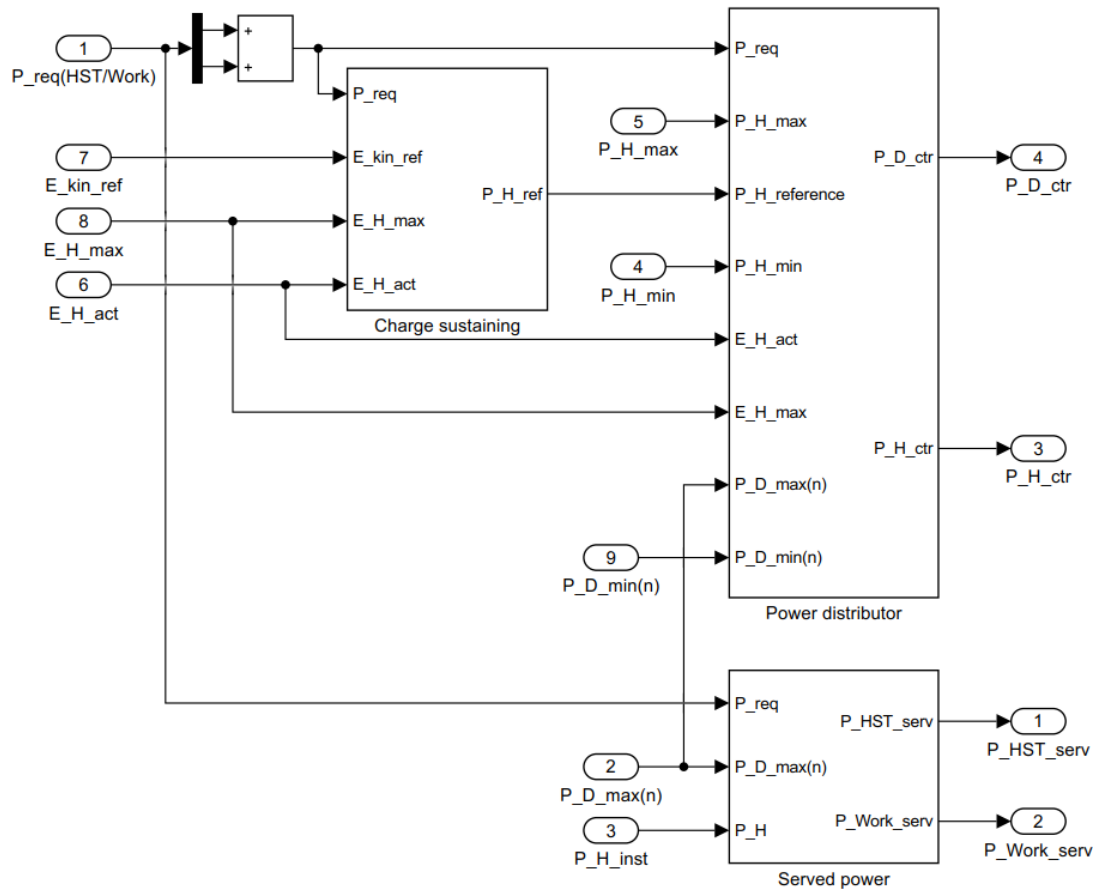 1
P_req(HST/Work)
+
+
7
E_kin_ref
8
E_H_max
6
E_H_act
P_req
E_kin_ref
E_H_max
E_H_act
P_H_ref
Charge sustaining
5
P_H_max
4
P_H_min
9
P_D_min(n)
P_req
P_H_max
P_H_reference
P_H_min
E_H_act
E_H_max
P_D_max(n)
P_D_min(n)
P_D_ctr
P_H_ctr
Power distributor
4
P_D_ctr
3
P_H_ctr
2
P_D_max(n)
3
P_H_inst
P_req
P_D_max(n)
P_H
P_HST_serv
P_Work_serv
Served power
1
P_HST_serv
2
P_Work_serv